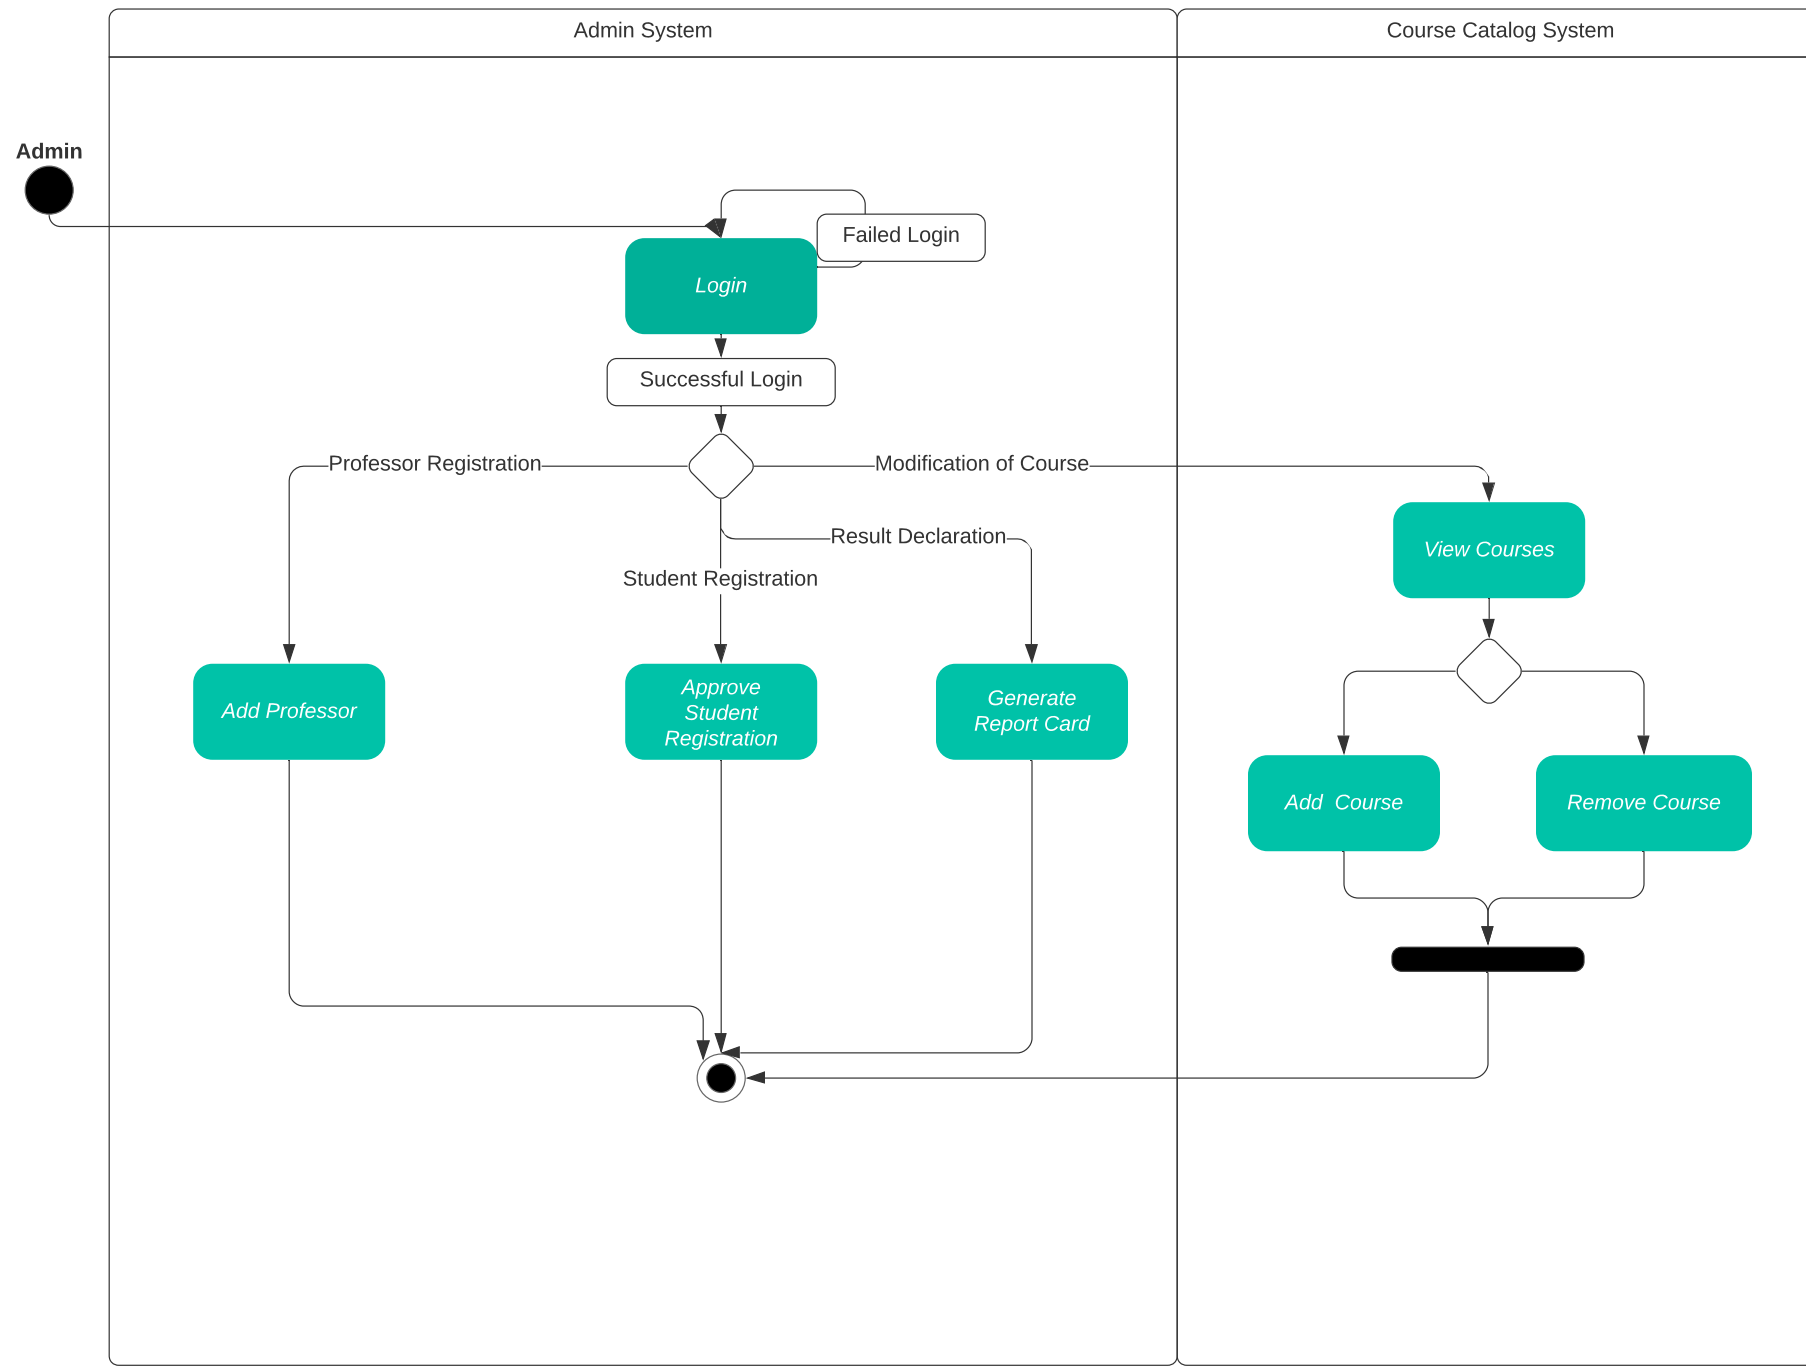 Admin System
Course Catalog System
Admin
Failed Login
Login
Successful Login
Professor Registration
Modification of Course
Result Declaration
Student Registration
View Courses
Add Professor
Approve
Student
Registration
Generate
Report Card
Add  Course
Remove Course